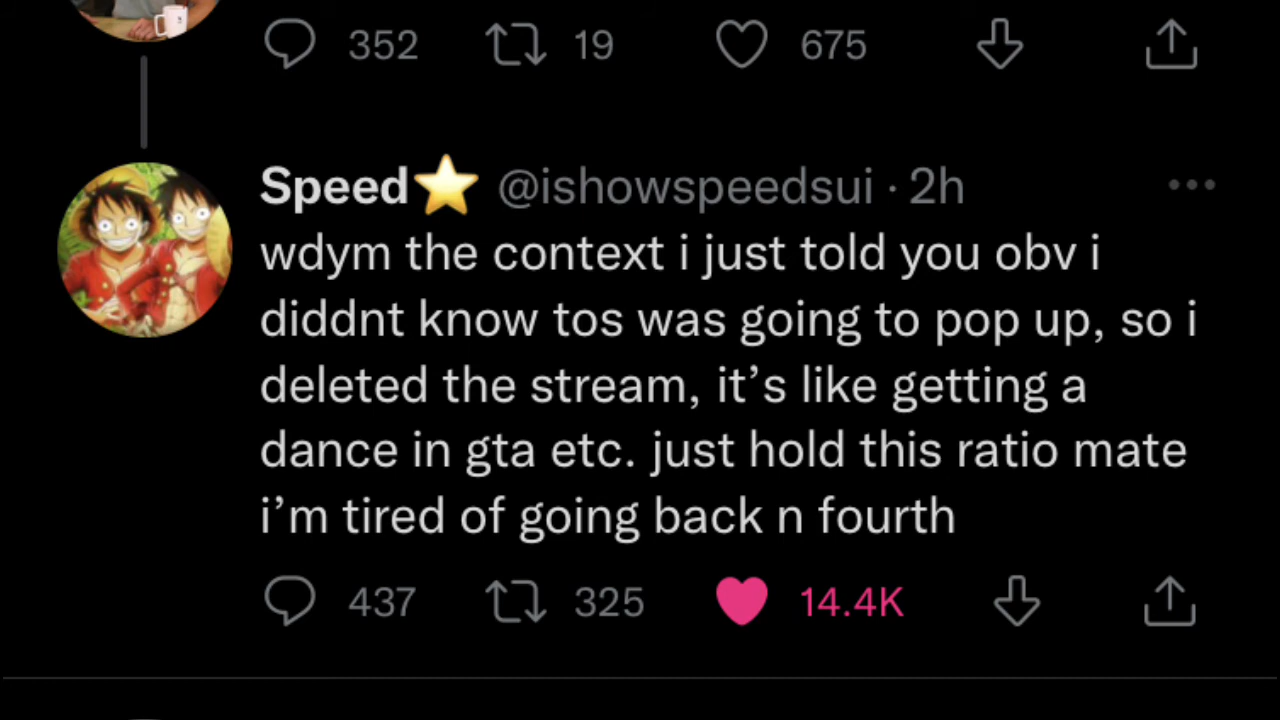 352 19 675
Speed⭐ @ishowspeedsui · 2h
wdym the context i just told you obv i
diddnt know tos was going to pop up, so i
deleted the stream, it’s like getting a
dance in gta etc. just hold this ratio mate
i’m tired of going back n fourth
437 325 14.4K